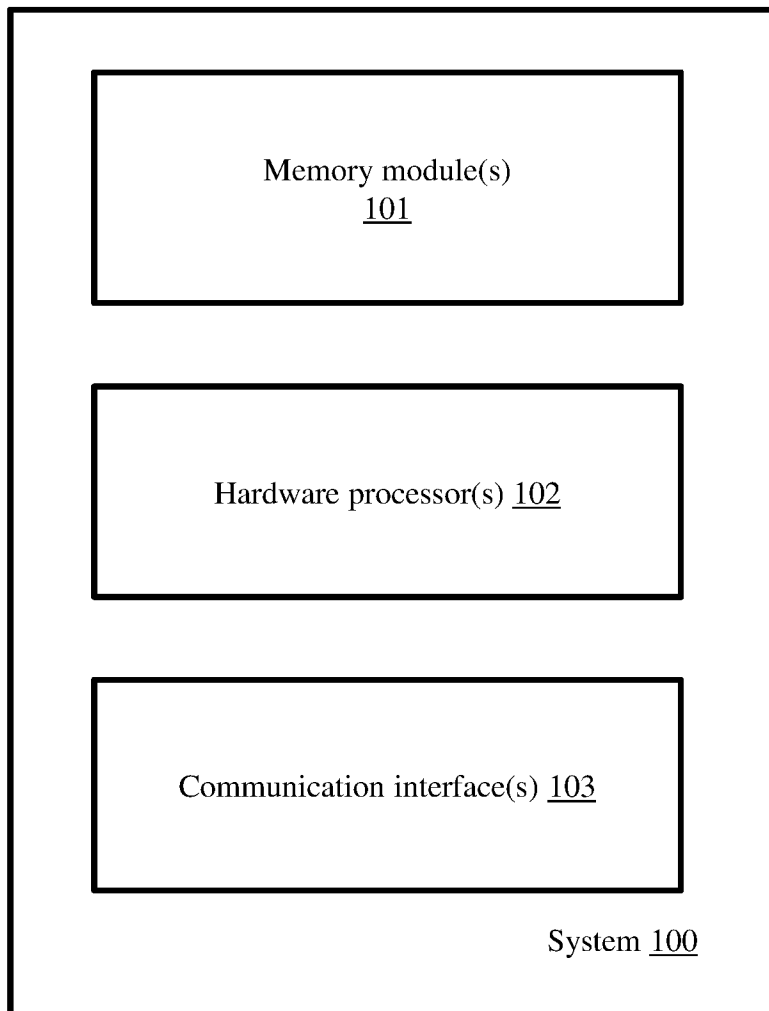 Memory module(s)
101
Hardware processor(s) 102
Communication interface(s) 103
System 100